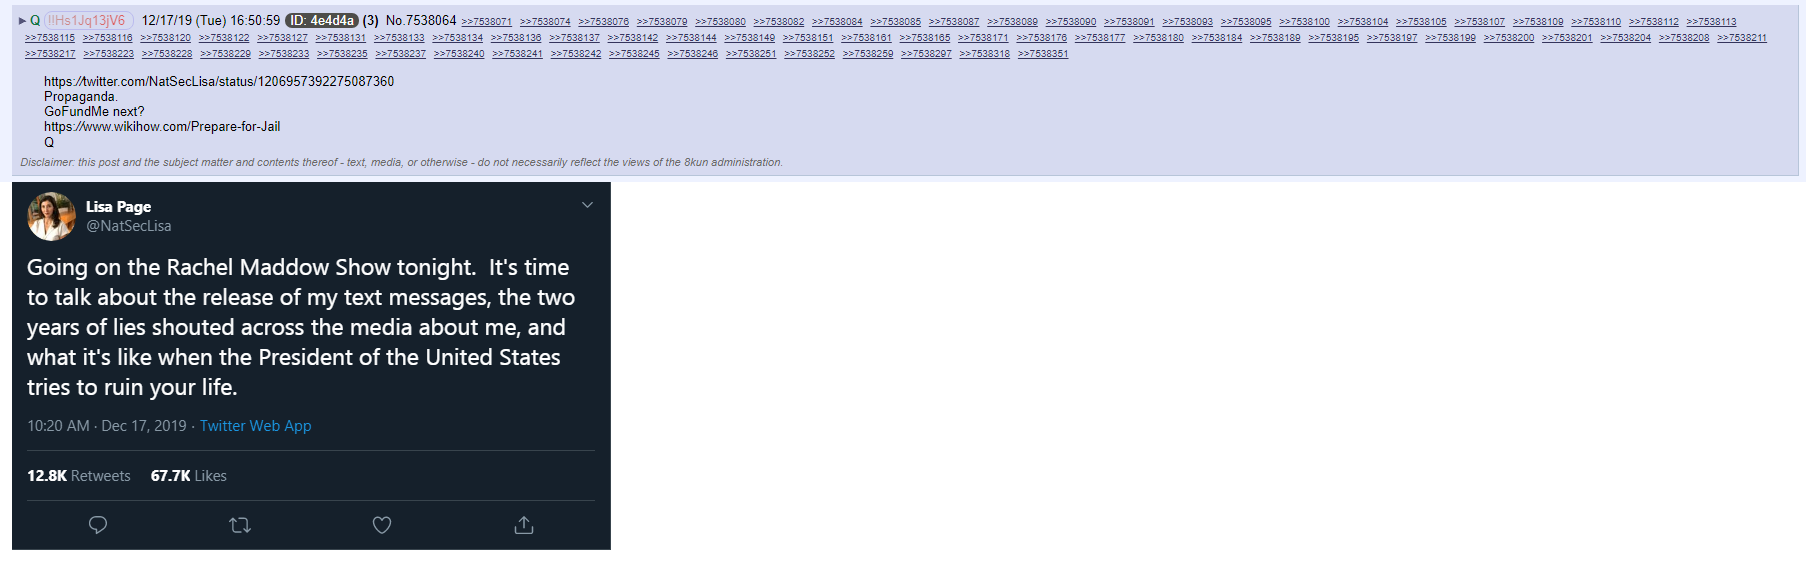 ▶ Q !!Hs1Jq13jV6 12/17/19 (Tue) 16:50:59 ID: 4e4d4a (3) No.7538064 >>7538071 >>7538074 >>7538076 >>7538079 >>7538080 >>7538082 >>7538084 >>7538085 >>7538087 >>7538089 >>7538090 >>7538091 >>7538093 >>7538095 >>7538100 >>7538104 >>7538105 >>7538107 >>7538109 >>7538110 >>7538112 >>7538113
>>7538115 >>7538116 >>7538120 >>7538122 >>7538127 >>7538131 >>7538133 >>7538134 >>7538136 >>7538137 >>7538142 >>7538144 >>7538149 >>7538151 >>7538161 >>7538165 >>7538171 >>7538176 >>7538177 >>7538180 >>7538184 >>7538189 >>7538195 >>7538197 >>7538199 >>7538200 >>7538201 >>7538204 >>7538208 >>7538211
>>7538217 >>7538223 >>7538228 >>7538229 >>7538233 >>7538235 >>7538237 >>7538240 >>7538241 >>7538242 >>7538245 >>7538246 >>7538251 >>7538252 >>7538259 >>7538297 >>7538318 >>7538351
https://twitter.com/NatSecLisa/status/1206957392275087360
Propaganda.
GoFundMe next?
https://www.wikihow.com/Prepare-for-Jail
Q
Disclaimer: this post and the subject matter and contents thereof - text, media, or otherwise - do not necessarily reflect the views of the 8kun administration.
Lisa Page
@NatSecLisa
Going on the Rachel Maddow Show tonight. It's time
to talk about the release of my text messages, the two
years of lies shouted across the media about me, and
what it's like when the President of the United States
tries to ruin your life.
10:20 AM · Dec 17, 2019 · Twitter Web App
12.8K Retweets 67.7K Likes